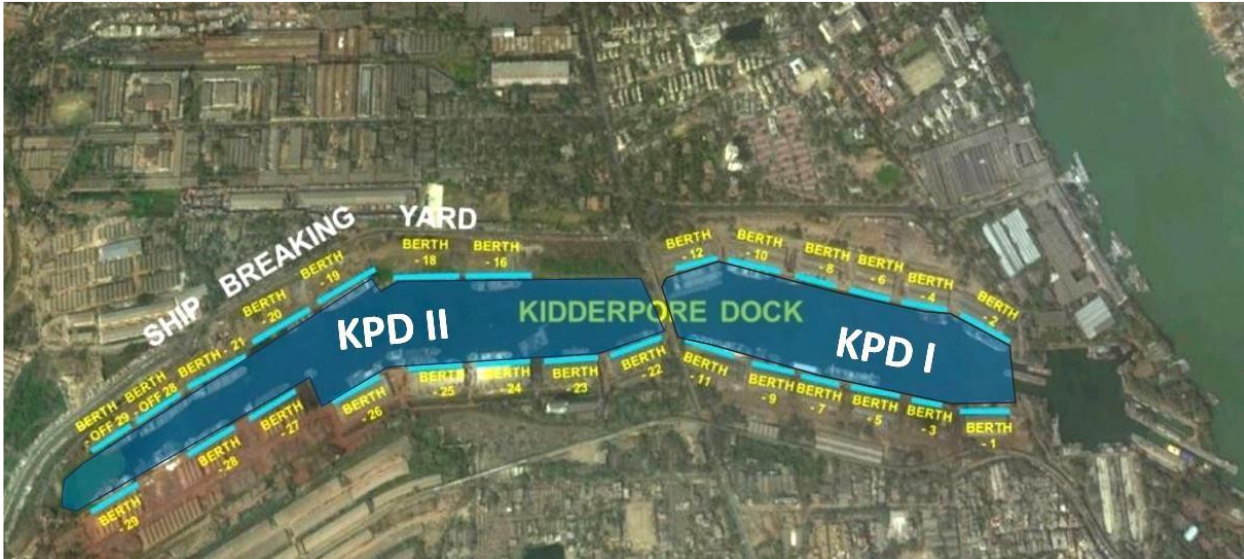 SHIP BREAKING YARD
KIDDERPORE DOCK
KPD II
KPD I
BERTH
- 18
BERTH
- 16
BERTH
- 19
BERTH
- 20
BERTH - 21
BERTH
- OFF 28
BERTH
- OFF 29
BERTH
- 12
BERTH
- 10
BERTH
- 8
BERTH
- 6
BERTH
- 4
BERTH
- 2
BERTH
- 29
BERTH
- 28
BERTH
- 27
BERTH
- 26
BERTH
- 25
BERTH
- 24
BERTH
- 23
BERTH
- 22
BERTH
- 11
BERTH
- 9
BERTH
- 7
BERTH
- 5
BERTH
- 3
BERTH
- 1